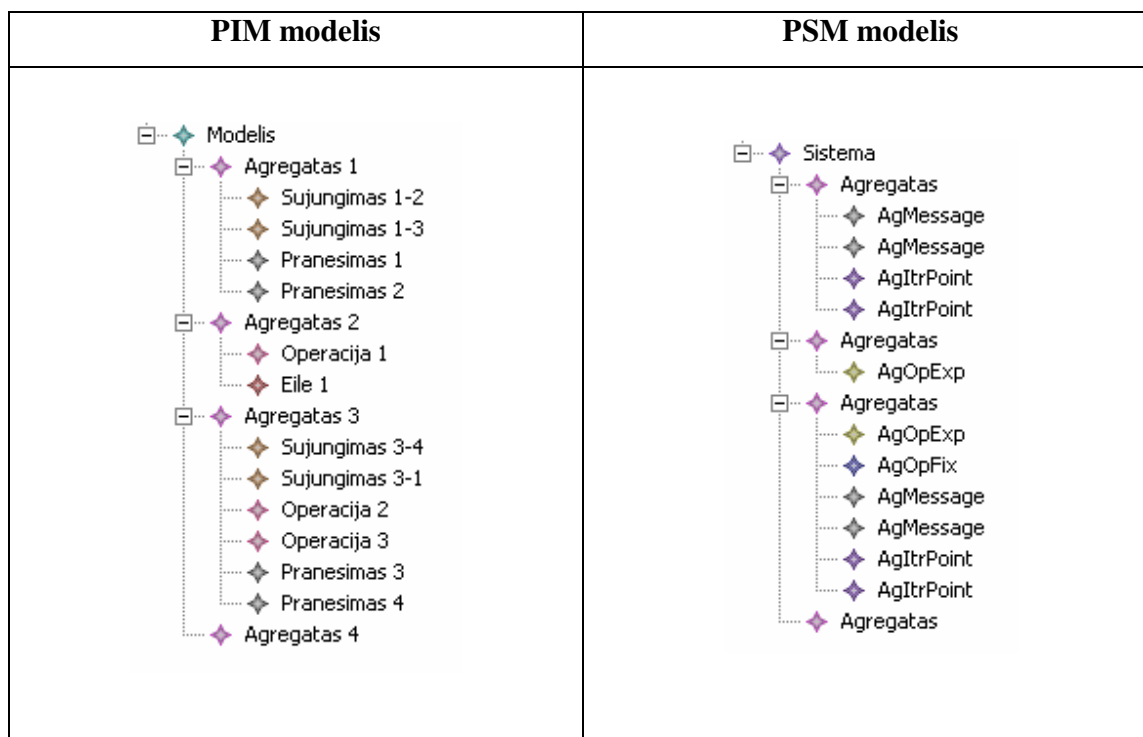 PIM modelis
PSM modelis
Modelis
Agregatas 1
Sujungimas 1-2
Sujungimas 1-3
Pranesimas 1
Pranesimas 2
Agregatas 2
Operacija 1
Eile 1
Agregatas 3
Sujungimas 3-4
Sujungimas 3-1
Operacija 2
Operacija 3
Pranesimas 3
Pranesimas 4
Agregatas 4
Sistema
Agregatas
AgMessage
AgMessage
AgItrPoint
AgItrPoint
Agregatas
AgOpExp
Agregatas
AgOpExp
AgOpFix
AgMessage
AgMessage
AgItrPoint
AgItrPoint
Agregatas